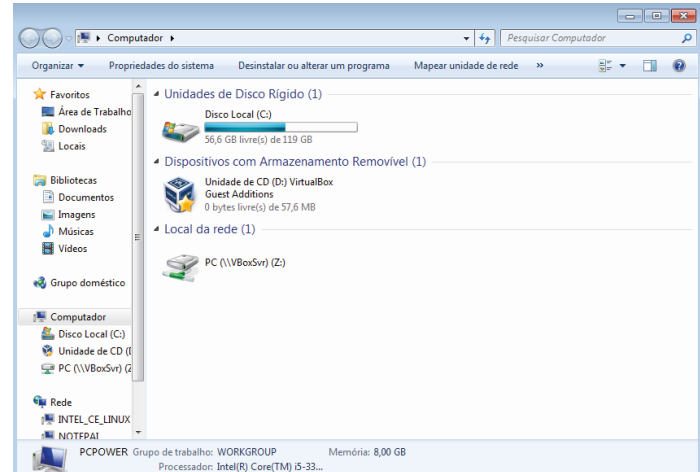 Computador
Pesquisar Computador
Organizar
Propriedades do sistema
Desinstalar ou alterar um programa
Mapear unidade de rede
»
Favoritos
Área de Trabalho
Downloads
Locais
Bibliotecas
Documentos
Imagens
Músicas
Vídeos
Grupo doméstico
Computador
Disco Local (C:)
Unidade de CD (D
PC (\\VBoxSvr) (Z
Rede
INTEL_CE_LINUX
NOTEPAI
Unidades de Disco Rígido (1)
Disco Local (C:)
56,6 GB livre(s) de 119 GB
Dispositivos com Armazenamento Removível (1)
Unidade de CD (D:) VirtualBox
Guest Additions
0 bytes livre(s) de 57,6 MB
Local da rede (1)
PC (\\VBoxSvr) (Z:)
PCPOWER Grupo de trabalho: WORKGROUP Memória: 8,00 GB
Processador: Intel(R) Core(TM) i5-33...